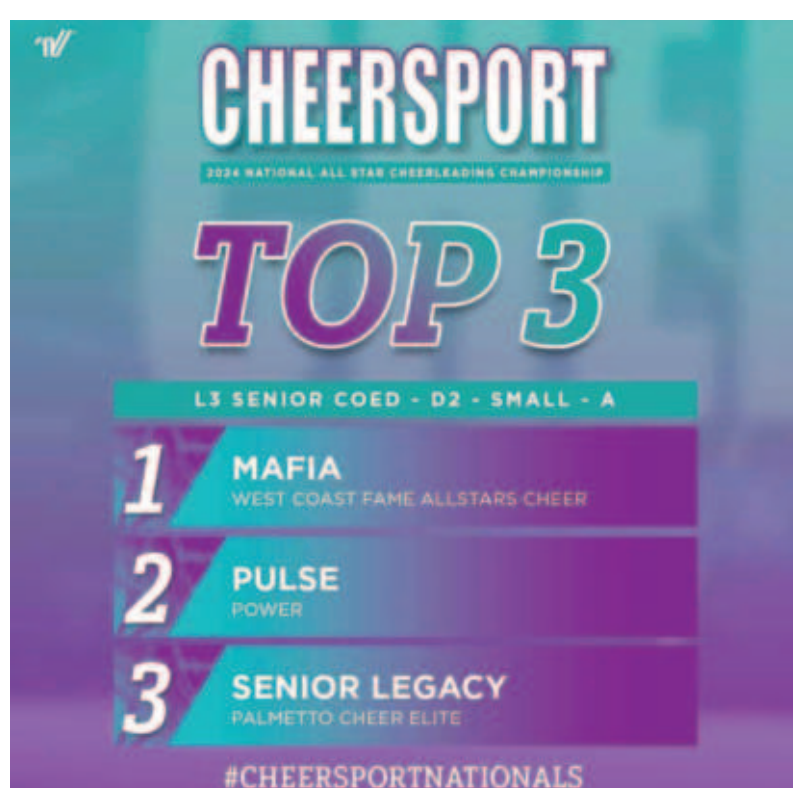 CHEERSPORT
2024 NATIONAL ALL STAR CHEERLEADING CHAMPIONSHIP
TOP 3
L3 SENIOR COED - D2 - SMALL - A
1 MAFIA
WEST COAST FAME ALLSTARS CHEER
2 PULSE
POWER
3 SENIOR LEGACY
PALMETTO CHEER ELITE
#CHEERSPORTNATIONALS